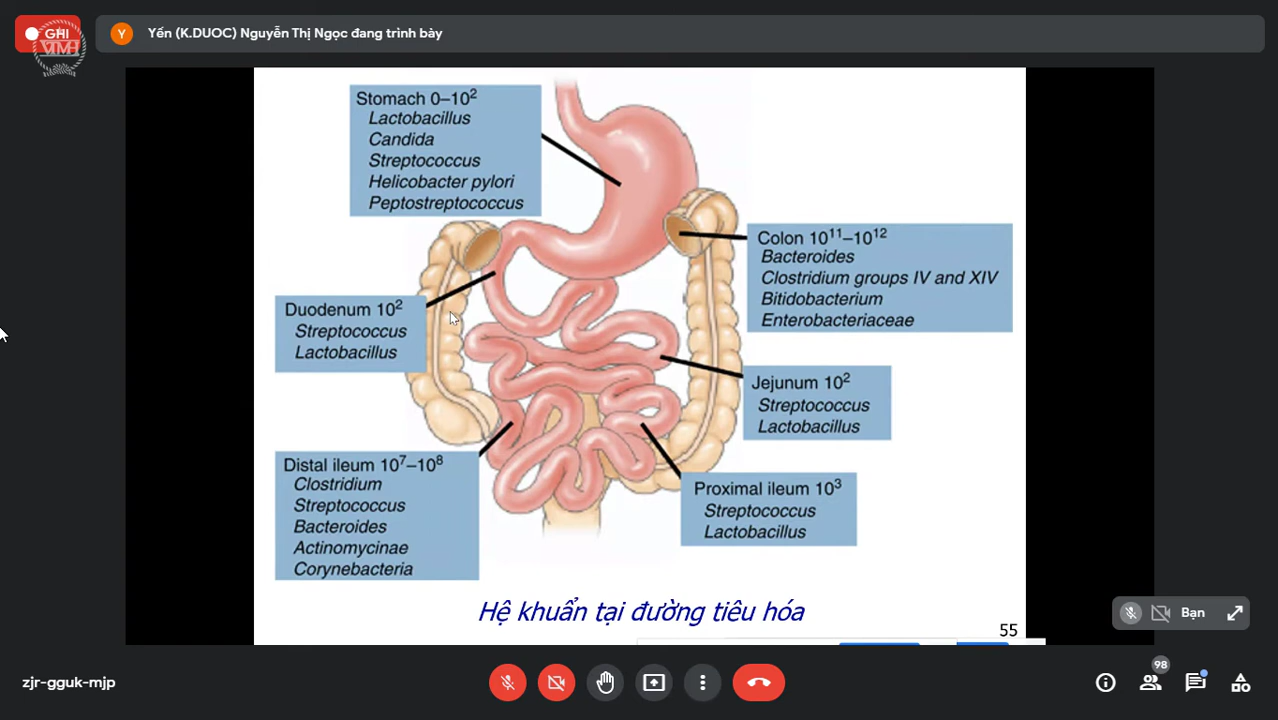 GHI
Yến (K.DUOC) Nguyễn Thị Ngọc đang trình bày
Stomach 0–10²
Lactobacillus
Candida
Streptococcus
Helicobacter pylori
Peptostreptococcus
Colon 10¹¹–10¹²
Bacteroides
Clostridium groups IV and XIV
Bitidobacterium
Enterobacteriaceae
Duodenum 10²
Streptococcus
Lactobacillus
Jejunum 10²
Streptococcus
Lactobacillus
Distal ileum 10⁷–10⁸
Clostridium
Streptococcus
Bacteroides
Actinomycinae
Corynebacteria
Proximal ileum 10³
Streptococcus
Lactobacillus
Hệ khuẩn tại đường tiêu hóa
55
Y
Bạn
zjr-gguk-mjp
98